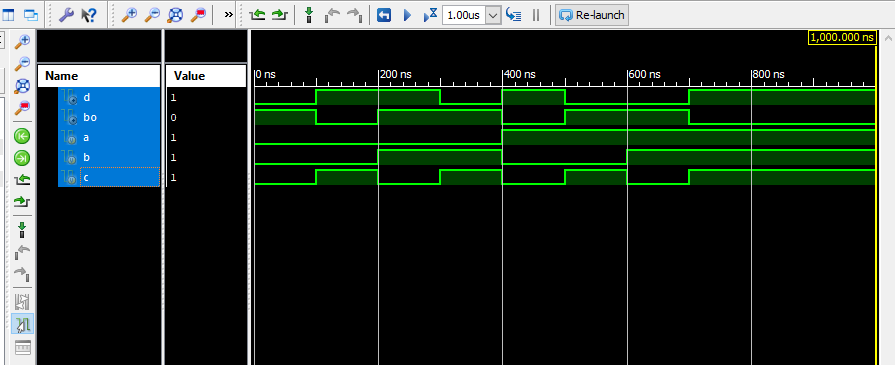 1.00us
Re-launch
1,000.000 ns
Name
Value
0 ns
200 ns
400 ns
600 ns
800 ns
d
1
bo
0
a
1
b
1
c
1